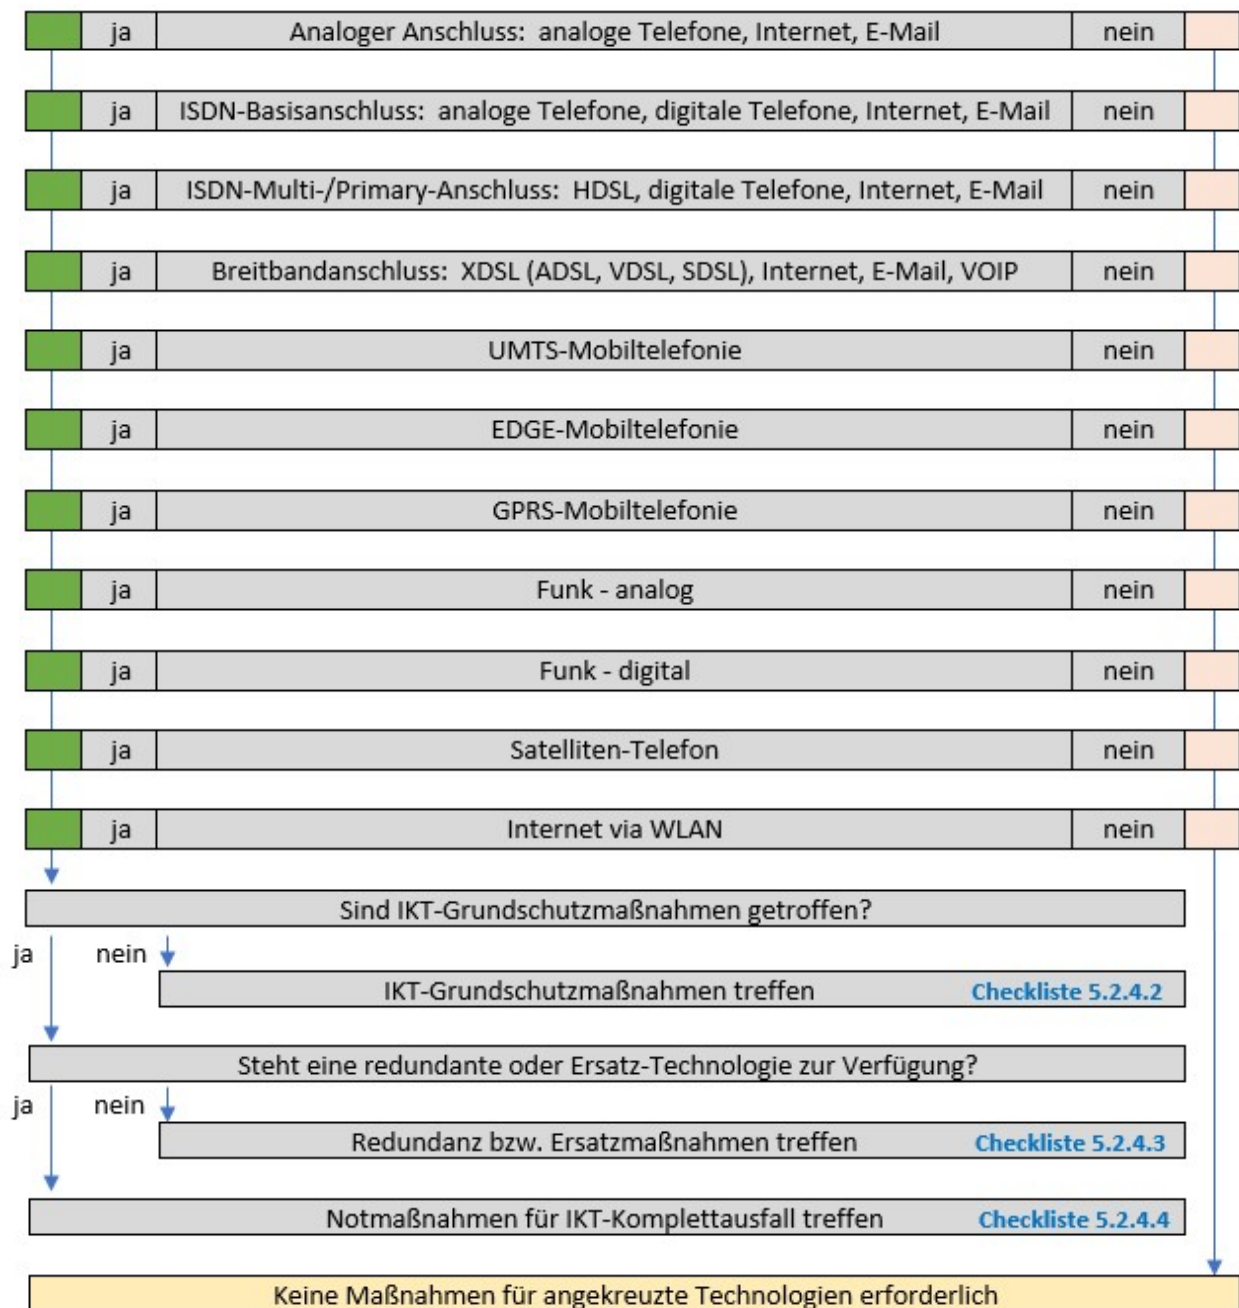 ja Analoger Anschluss: analoge Telefone, Internet, E-Mail nein
ja ISDN-Basisanschluss: analoge Telefone, digitale Telefone, Internet, E-Mail nein
ja ISDN-Multi-/Primary-Anschluss: HDSL, digitale Telefone, Internet, E-Mail nein
ja Breitbandanschluss: XDSL (ADSL, VDSL, SDSL), Internet, E-Mail, VOIP nein
ja UMTS-Mobiltelefonie nein
ja EDGE-Mobiltelefonie nein
ja GPRS-Mobiltelefonie nein
ja Funk - analog nein
ja Funk - digital nein
ja Satelliten-Telefon nein
ja Internet via WLAN nein
Sind IKT-Grundschutzmaßnahmen getroffen?
ja nein
IKT-Grundschutzmaßnahmen treffen Checkliste 5.2.4.2
Steht eine redundante oder Ersatz-Technologie zur Verfügung?
ja nein
Redundanz bzw. Ersatzmaßnahmen treffen Checkliste 5.2.4.3
Notmaßnahmen für IKT-Komplettausfall treffen Checkliste 5.2.4.4
Keine Maßnahmen für angekreuzte Technologien erforderlich